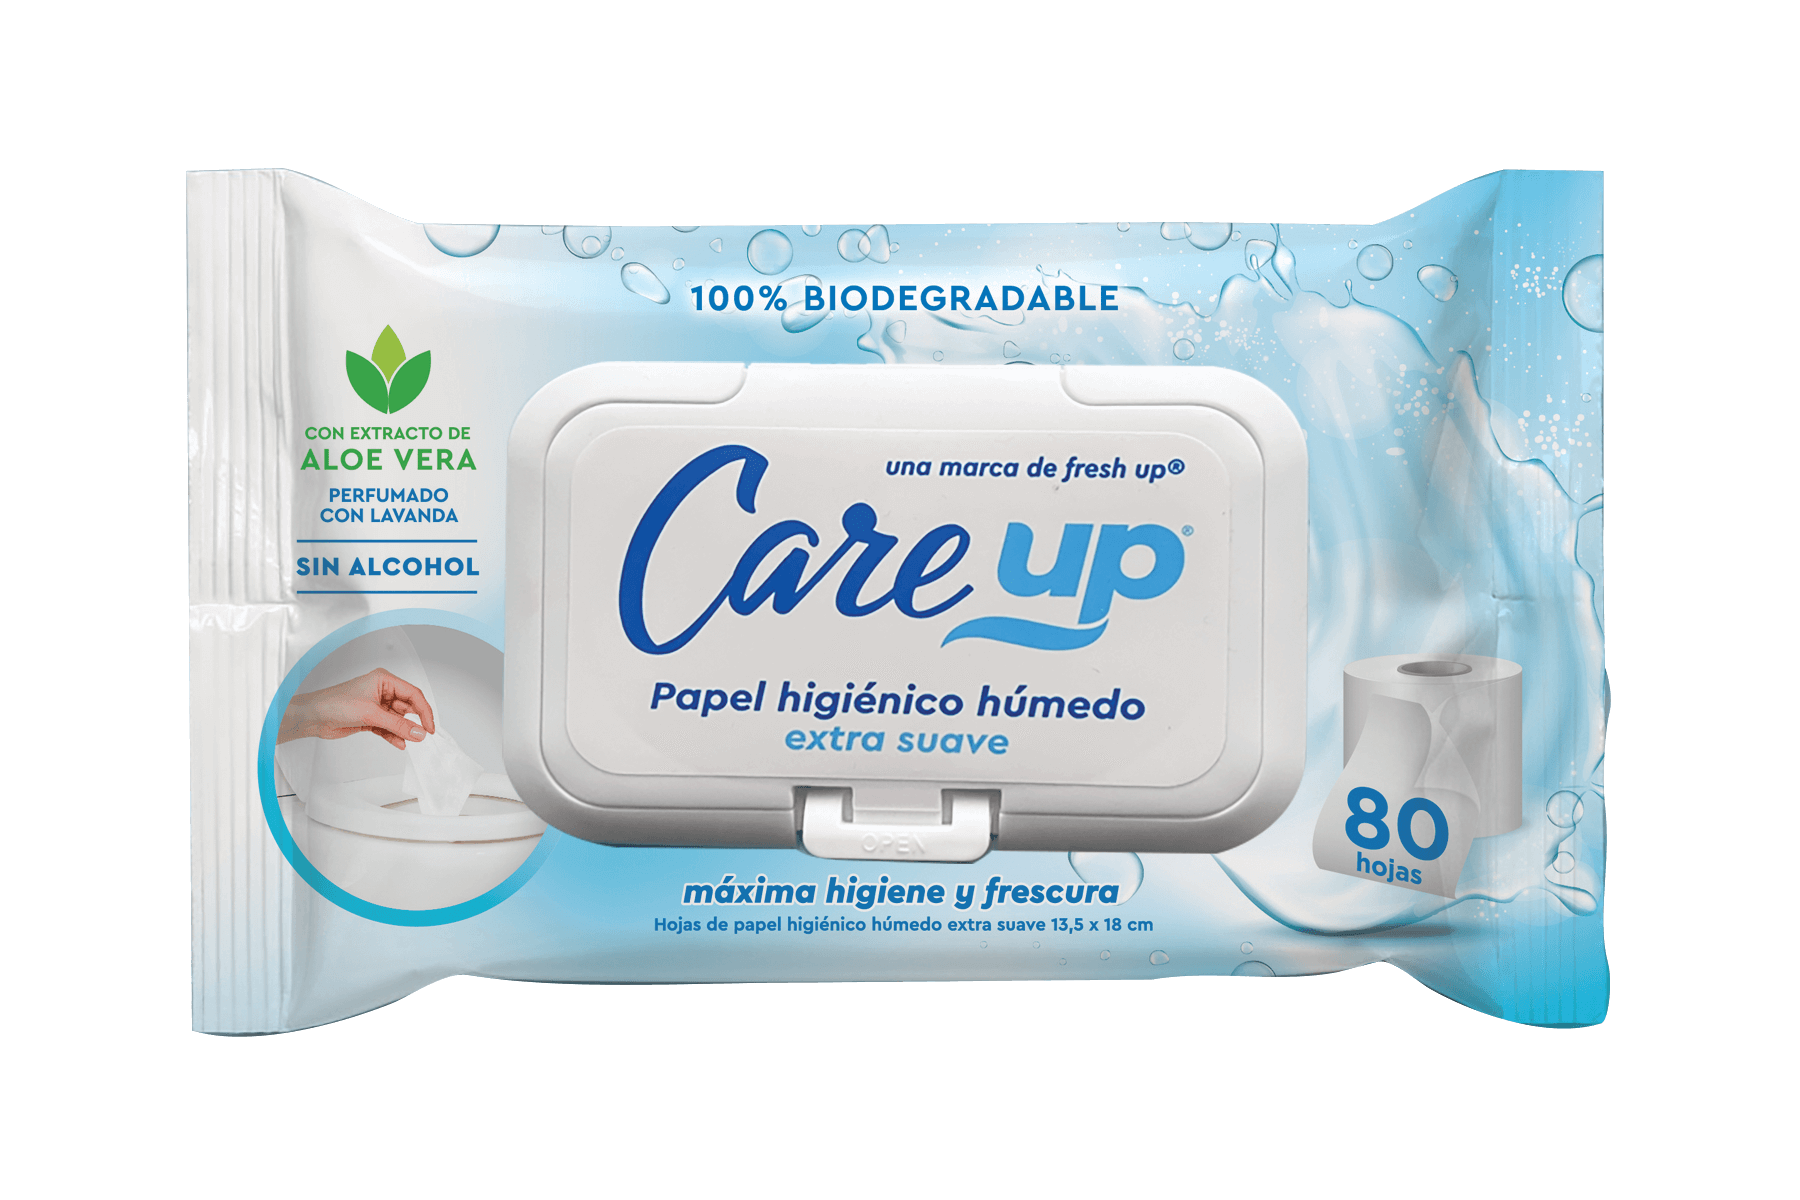 100% BIODEGRADABLE
CON EXTRACTO DE
ALOE VERA
PERFUMADO
CON LAVANDA
SIN ALCOHOL
una marca de fresh up®
Care up®
Papel higiénico húmedo
extra suave
OPEN
80
hojas
máxima higiene y frescura
Hojas de papel higiénico húmedo extra suave 13,5 x 18 cm